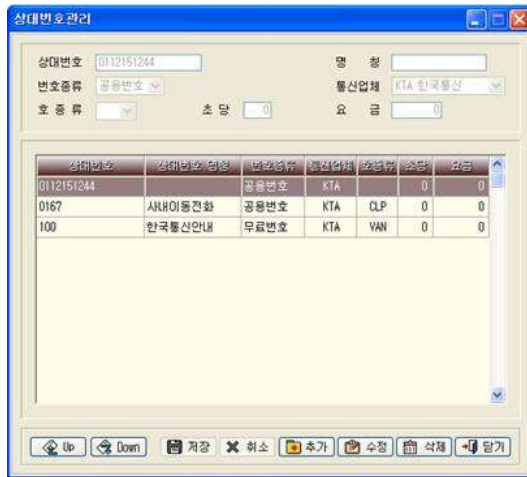 상대번호관리
상대번호 0112151244 명 칭
번호종류 공용번호 통신업체 KTA 한국통신
호 종 류 초 당 0 요 금 0
상대번호 상대번호 명칭 번호종류 통신업체 호종류 초당 요금
0112151244 공용번호 KTA 0 0
0167 사내이동전화 공용번호 KTA CLP 0 0
100 한국통신안내 무료번호 KTA VAN 0 0
Up Down 저장 취소 추가 수정 삭제 닫기